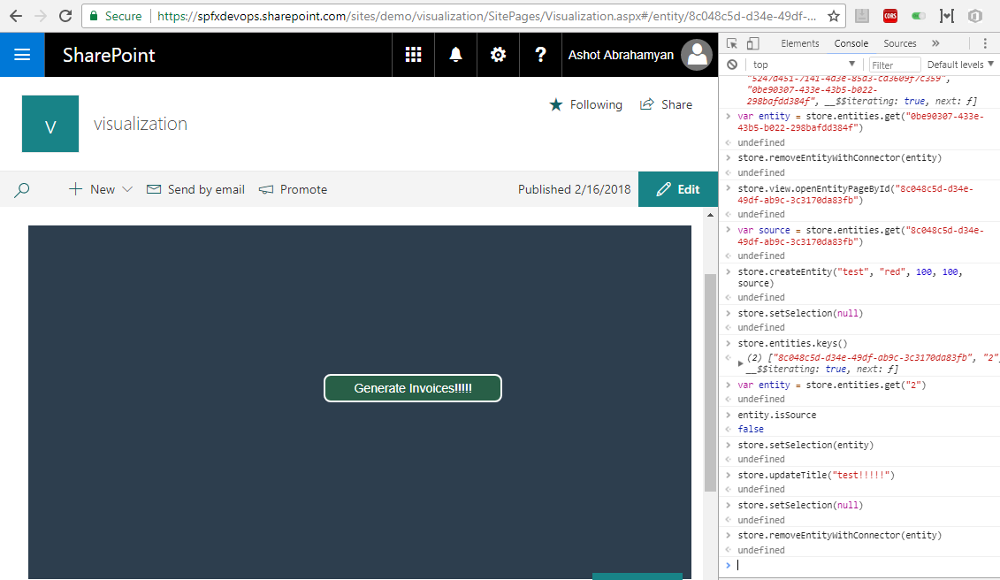 Secure
https://spfxdevops.sharepoint.com/sites/demo/visualization/SitePages/Visualization.aspx#/entity/8c048c5d-d34e-49df-...
CORS
SharePoint
?
Ashot Abrahamyan
V
visualization
Following
Share
New
Send by email
Promote
Published 2/16/2018
Edit
Generate Invoices!!!!!
Elements Console Sources »
top
Filter
Default levels ▼
"5247d451-7141-4d3e-85d3-cd3609f7c359",
"0be90307-433e-43b5-b022-
298bafdd384f", __$$iterating: true, next: ƒ]
> var entity = store.entities.get("0be90307-433e-
43b5-b022-298bafdd384f")
undefined
> store.removeEntityWithConnector(entity)
undefined
> store.view.openEntityPageById("8c048c5d-d34e-
49df-ab9c-3c3170da83fb")
undefined
> var source = store.entities.get("8c048c5d-d34e-
49df-ab9c-3c3170da83fb")
undefined
> store.createEntity("test", "red", 100, 100,
source)
undefined
> store.setSelection(null)
undefined
> store.entities.keys()
(2) ["8c048c5d-d34e-49df-ab9c-3c3170da83fb", "2",
__$$iterating: true, next: ƒ]
> var entity = store.entities.get("2")
undefined
> entity.isSource
false
> store.setSelection(entity)
undefined
> store.updateTitle("test!!!!!")
undefined
> store.setSelection(null)
undefined
> store.removeEntityWithConnector(entity)
undefined
>